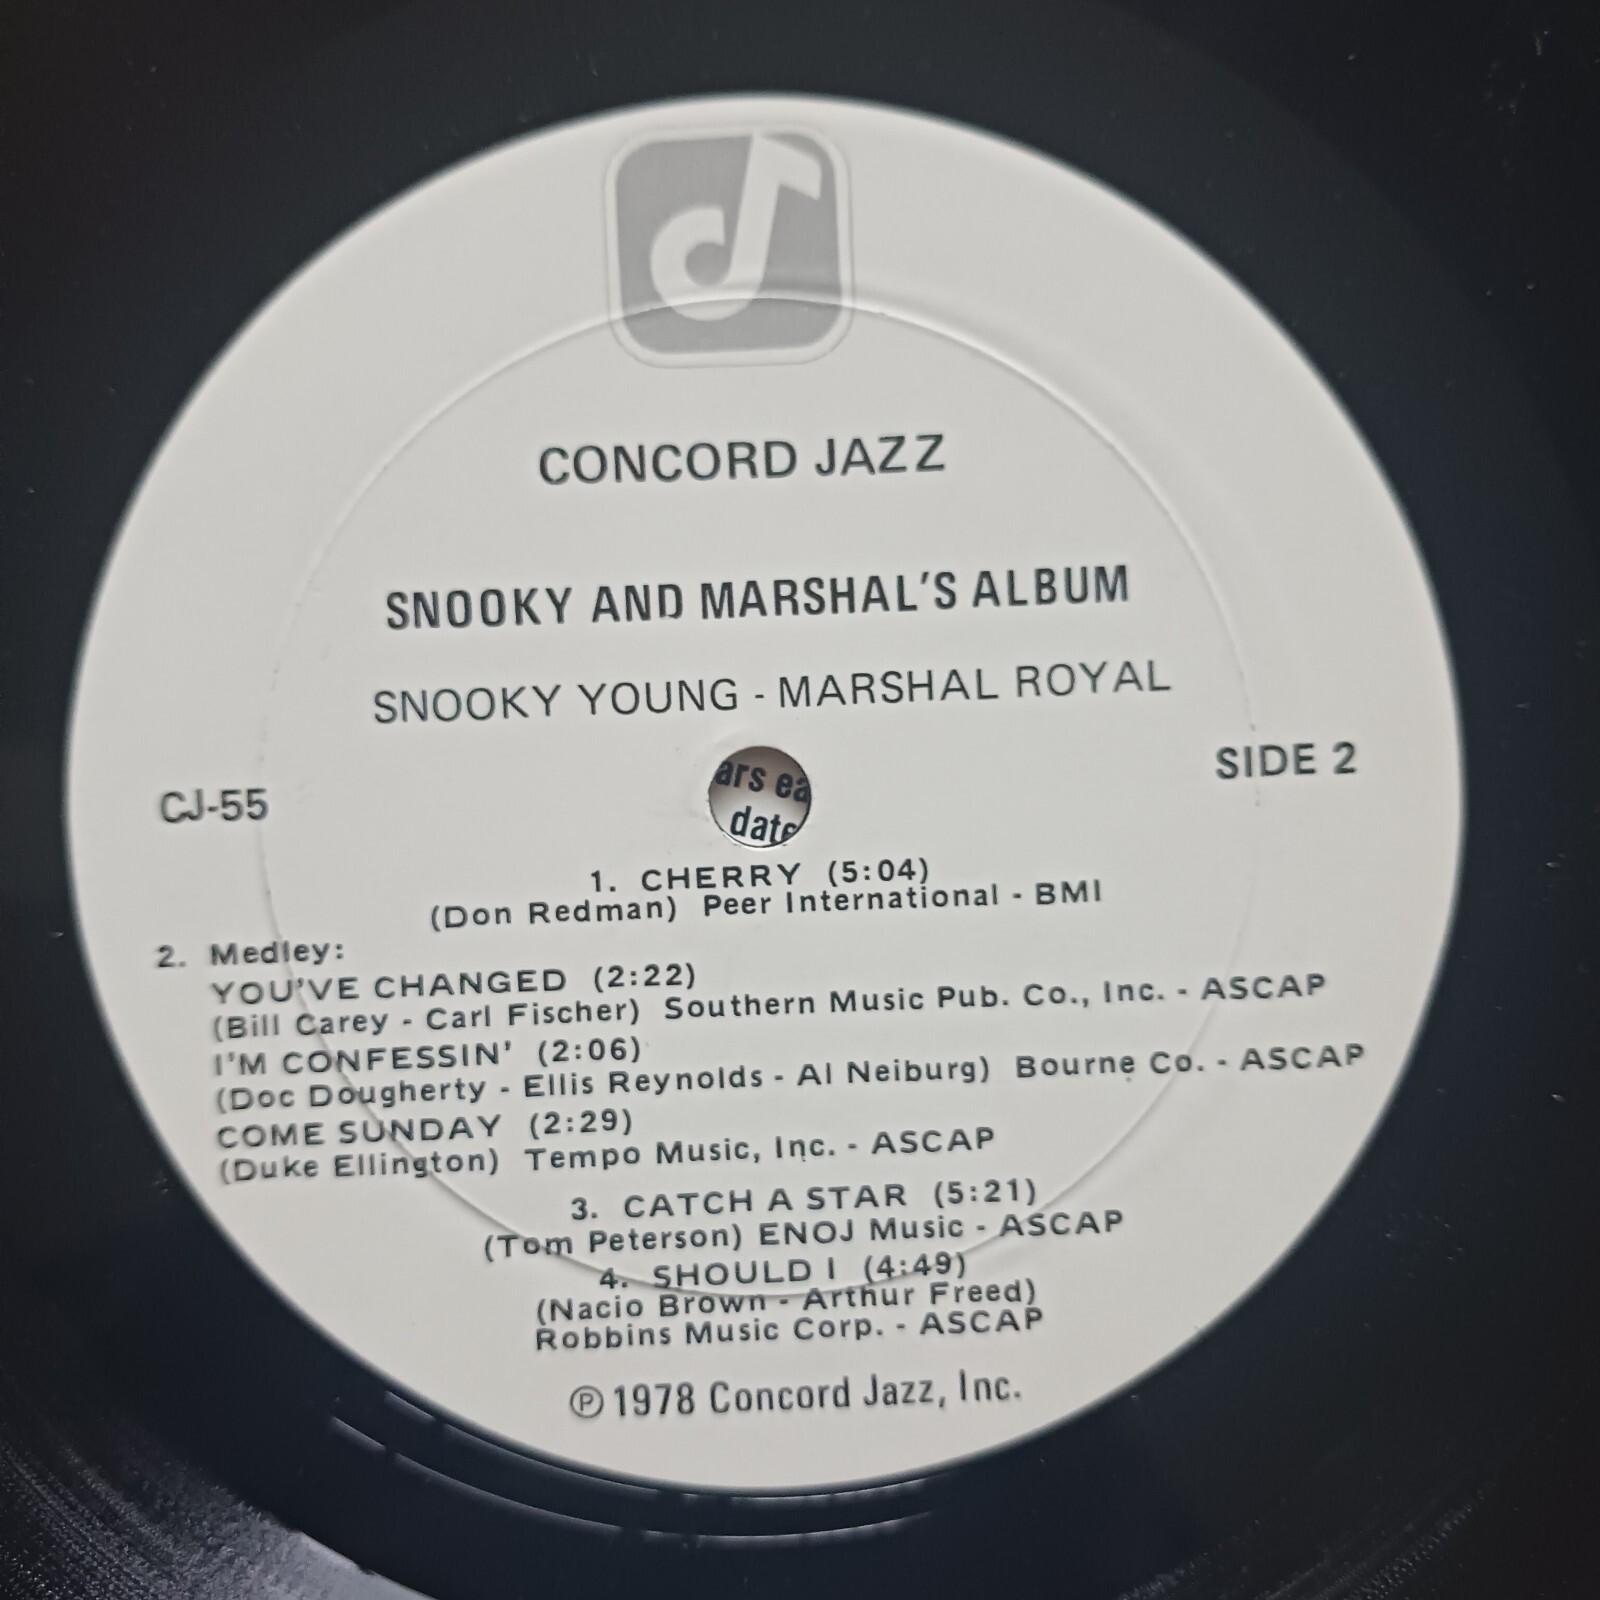 CONCORD JAZZ
SNOOKY AND MARSHAL'S ALBUM
SNOOKY YOUNG - MARSHAL ROYAL
CJ-55
SIDE 2
ars ea
date
1. CHERRY (5:04)
(Don Redman) Peer International - BMI
2. Medley:
YOU'VE CHANGED (2:22)
(Bill Carey - Carl Fischer) Southern Music Pub. Co., Inc. - ASCAP
I'M CONFESSIN' (2:06)
(Doc Dougherty - Ellis Reynolds - Al Neiburg) Bourne Co. - ASCAP
COME SUNDAY (2:29)
(Duke Ellington) Tempo Music, Inc. - ASCAP
3. CATCH A STAR (5:21)
(Tom Peterson) ENOJ Music - ASCAP
4. SHOULD I (4:49)
(Nacio Brown - Arthur Freed)
Robbins Music Corp. - ASCAP
℗ 1978 Concord Jazz, Inc.